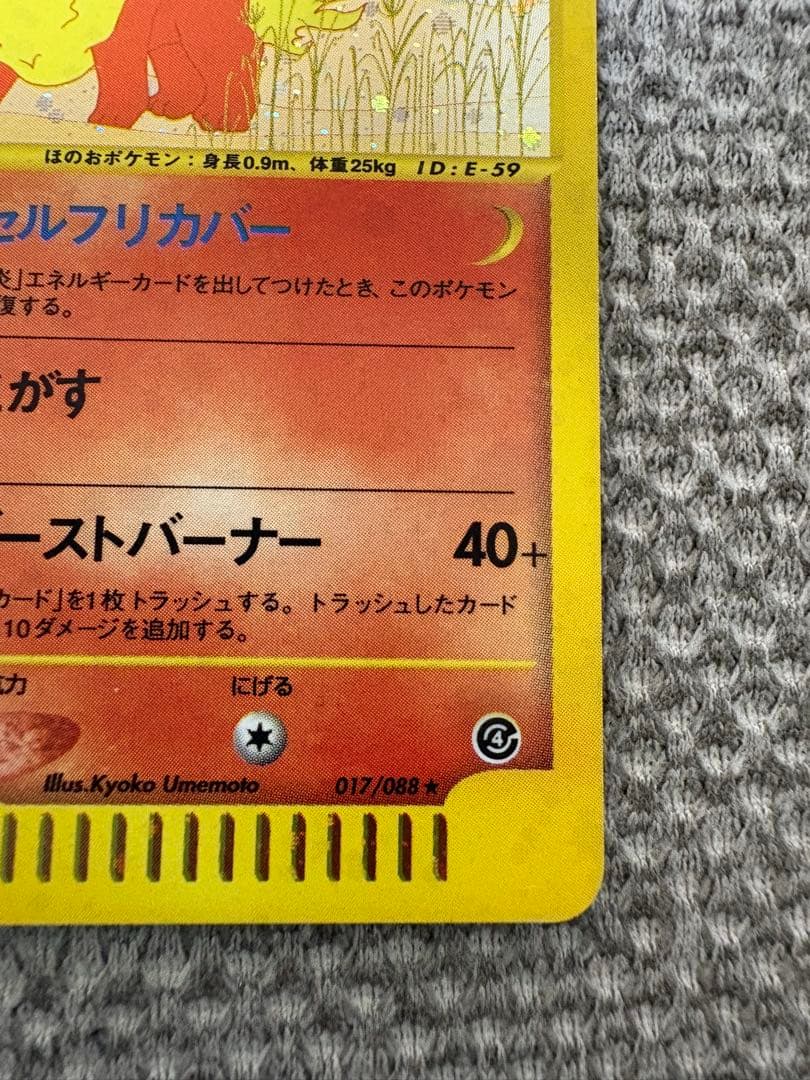 ほのおポケモン：身長0.9m、体重25kg ID:E-59
セルフリカバー
炎」エネルギーカードを出してつけたとき、このポケモン
復する。
こがす
ブーストバーナー 40+
カード」を1枚トラッシュする。トラッシュしたカード
10ダメージを追加する。
抗力 にげる
4
Illus.Kyoko Umemoto 017/088★